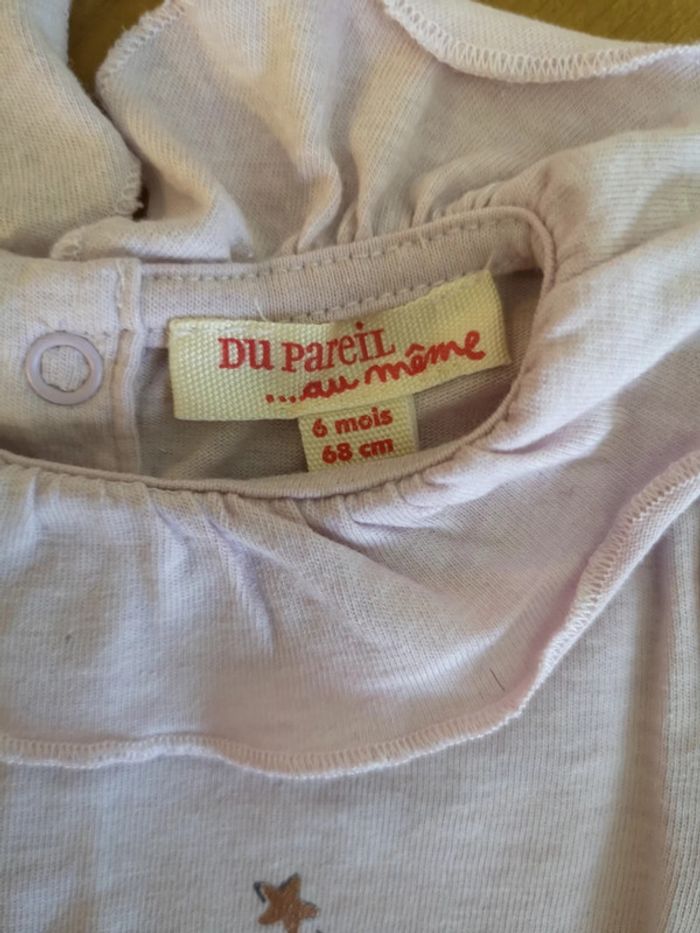 DU PAREIL
...au même
6 mois
68 cm